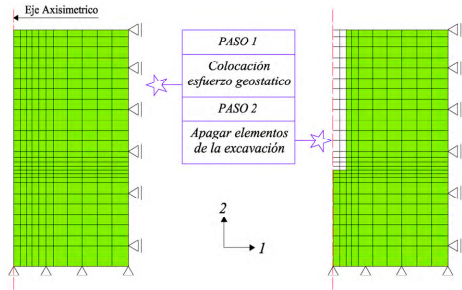 Eje Axisimetrico
PASO 1
Colocación
esfuerzo geostatico
PASO 2
Apagar elementos
de la excavación
2
1